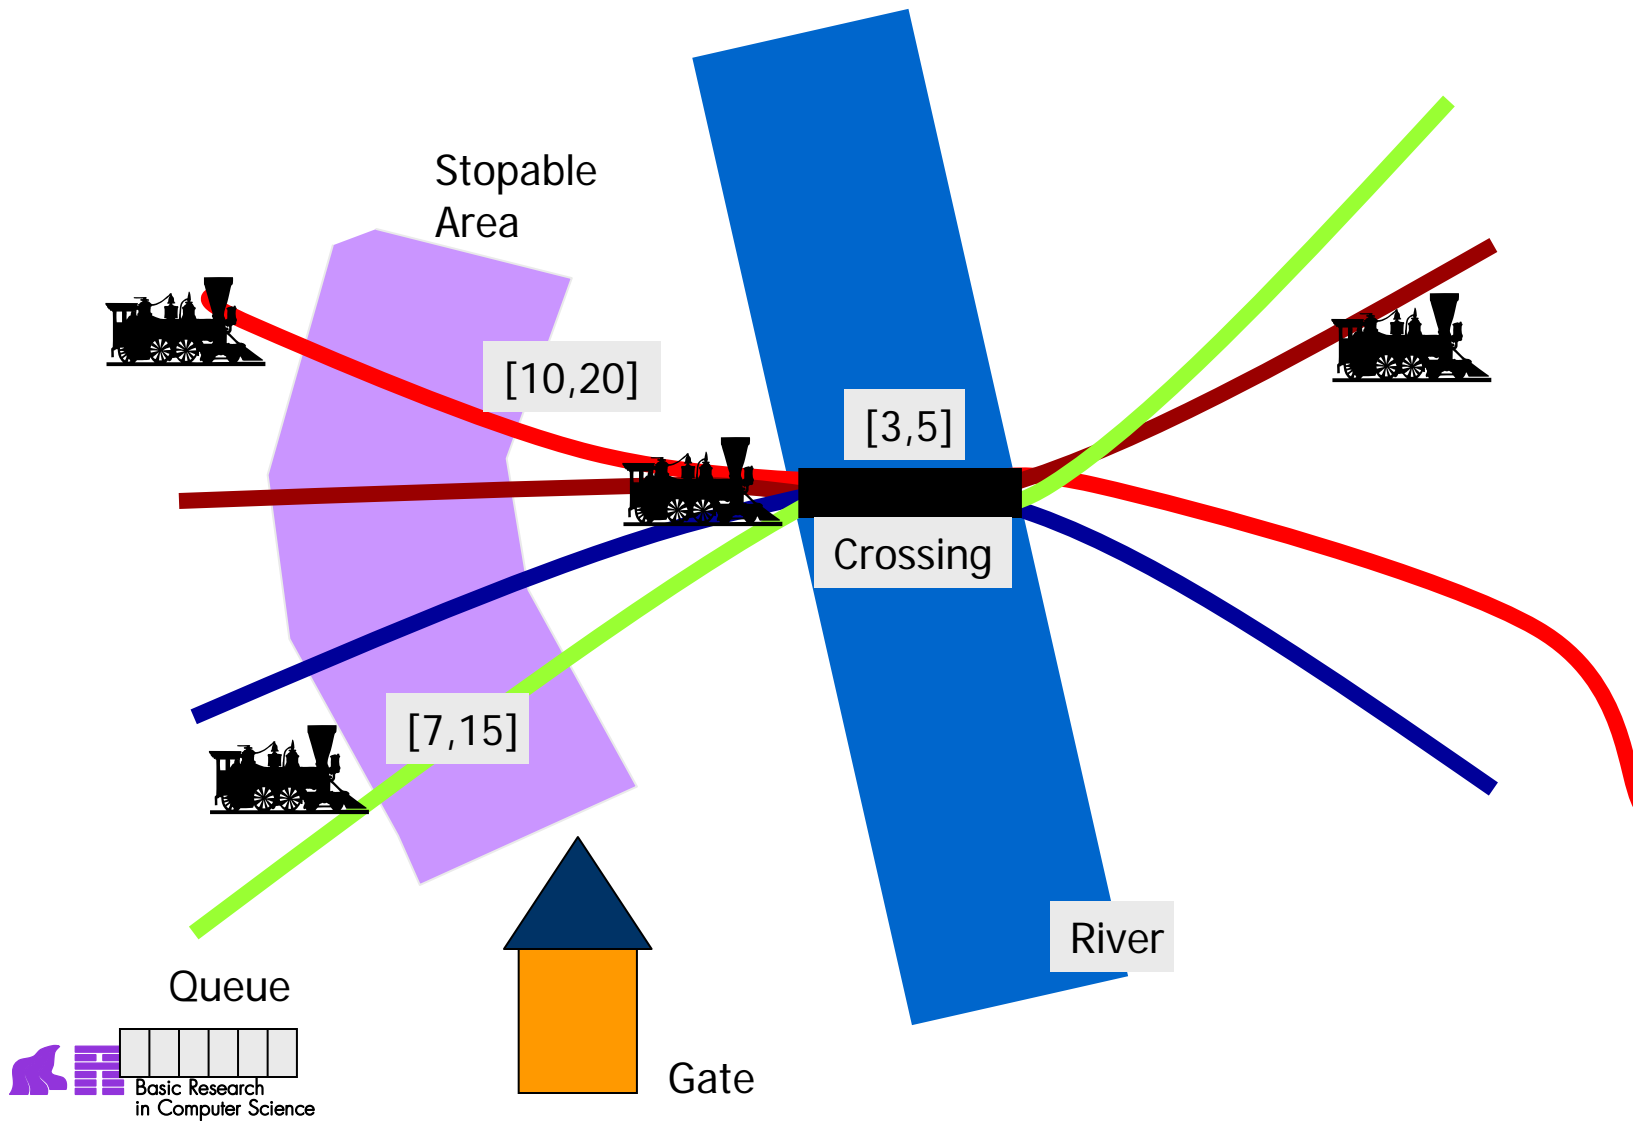 Stopable
Area
[10,20]
[3,5]
Crossing
[7,15]
River
Queue
Gate
Basic Research
in Computer Science